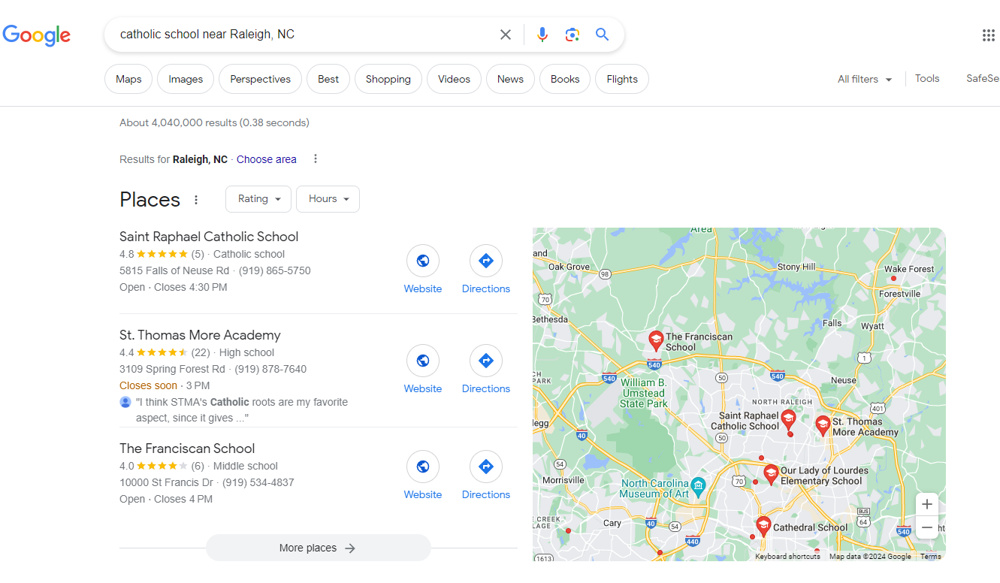 Google
catholic school near Raleigh, NC
Maps
Images
Perspectives
Best
Shopping
Videos
News
Books
Flights
All filters
Tools
SafeSe
About 4,040,000 results (0.38 seconds)
Results for Raleigh, NC · Choose area
Places
Rating
Hours
Saint Raphael Catholic School
4.8 (5) · Catholic school
5815 Falls of Neuse Rd · (919) 865-5750
Open · Closes 4:30 PM
Website
Directions
St. Thomas More Academy
4.4 (22) · High school
3109 Spring Forest Rd · (919) 878-7640
Closes soon · 3 PM
"I think STMA's Catholic roots are my favorite
aspect, since it gives ..."
Website
Directions
The Franciscan School
4.0 (6) · Middle school
10000 St Francis Dr · (919) 534-4837
Open · Closes 4 PM
Website
Directions
More places
Area
and
Oak Grove
98
Stony Hill
Wake Forest
Forestville
70
Bethesda
Falls
Wyatt
The Franciscan
School
1
540
540
50
540
CH
PARK
William B.
Umstead
State Park
Neuse
NORTH RALEIGH
401
Saint Raphael
Catholic School
St. Thomas
More Academy
egg
40
50
54
Our Lady of Lourdes
Elementary School
70
Morrisville
North Carolina
Museum of Art
BUS
64
CREEK
LAGE
Cary
40
54
Cathedral School
540
ht
440
1613
Keyboard shortcuts
Map data ©2024 Google
Terms